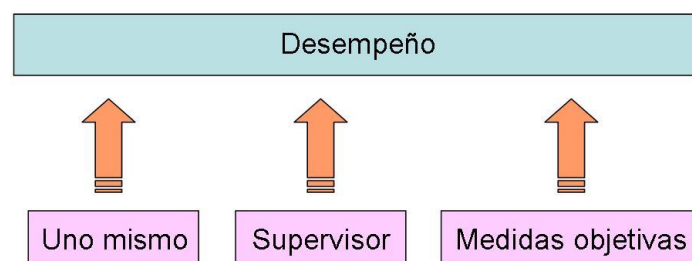 Desempeño
Uno mismo
Supervisor
Medidas objetivas